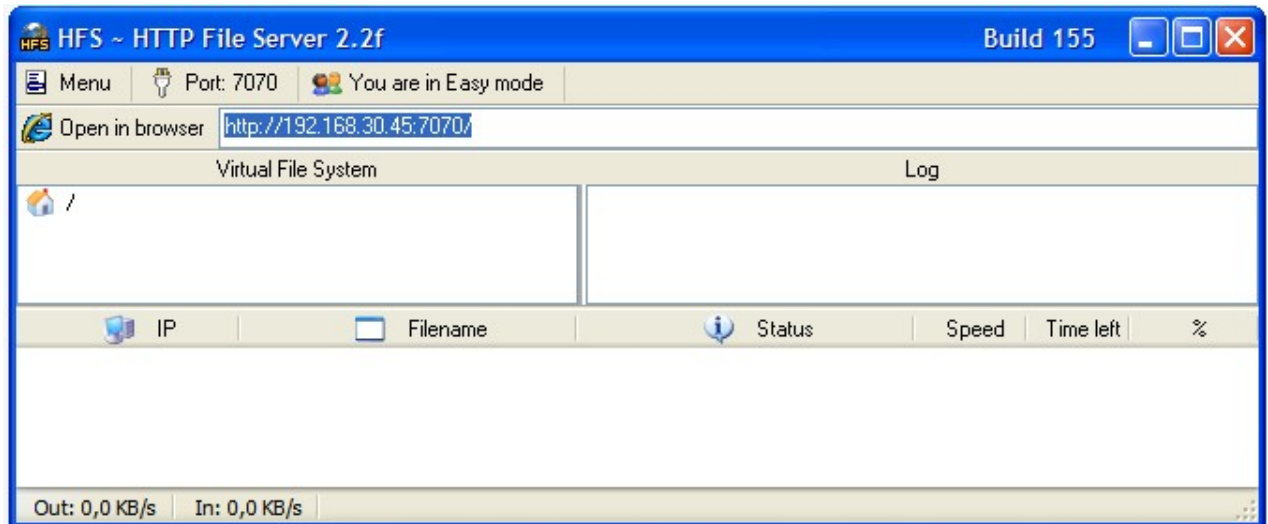 HFS ~ HTTP File Server 2.2f Build 155
Menu Port: 7070 You are in Easy mode
Open in browser http://192.168.30.45:7070/
Virtual File System Log
/
IP Filename Status Speed Time left %
Out: 0,0 KB/s In: 0,0 KB/s